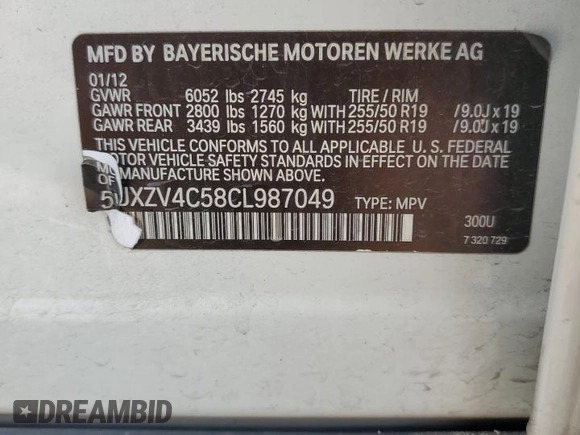 MFD BY BAYERISCHE MOTOREN WERKE AG
01/12
GVWR 6052 lbs 2745 kg TIRE / RIM
GAWR FRONT 2800 lbs 1270 kg WITH 255/50 R19 /9.0J x 19
GAWR REAR 3439 lbs 1560 kg WITH 255/50 R19 /9.0J x 19
THIS VEHICLE CONFORMS TO ALL APPLICABLE U. S. FEDERAL
MOTOR VEHICLE SAFETY STANDARDS IN EFFECT ON THE DATE
OF MANUFACTURE SHOWN ABOVE.
5UXZV4C58CL987049 TYPE: MPV
300U
7 320 729
DREAMBID